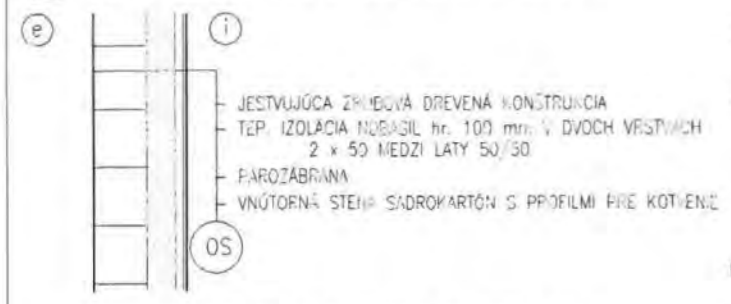 e
i
JESTVUJÚCA ZRUBOVÁ DREVENÁ KONŠTRUKCIA
TEP. IZOLÁCIA NOBASIL hr. 100 mm. V DVOCH VRSTVÁCH
2 x 50 MEDZI LATY 50/50
PAROZÁBRANA
VNÚTORNÁ STENA SADROKARTÓN S PROFILMI PRE KOTVENIE
OS